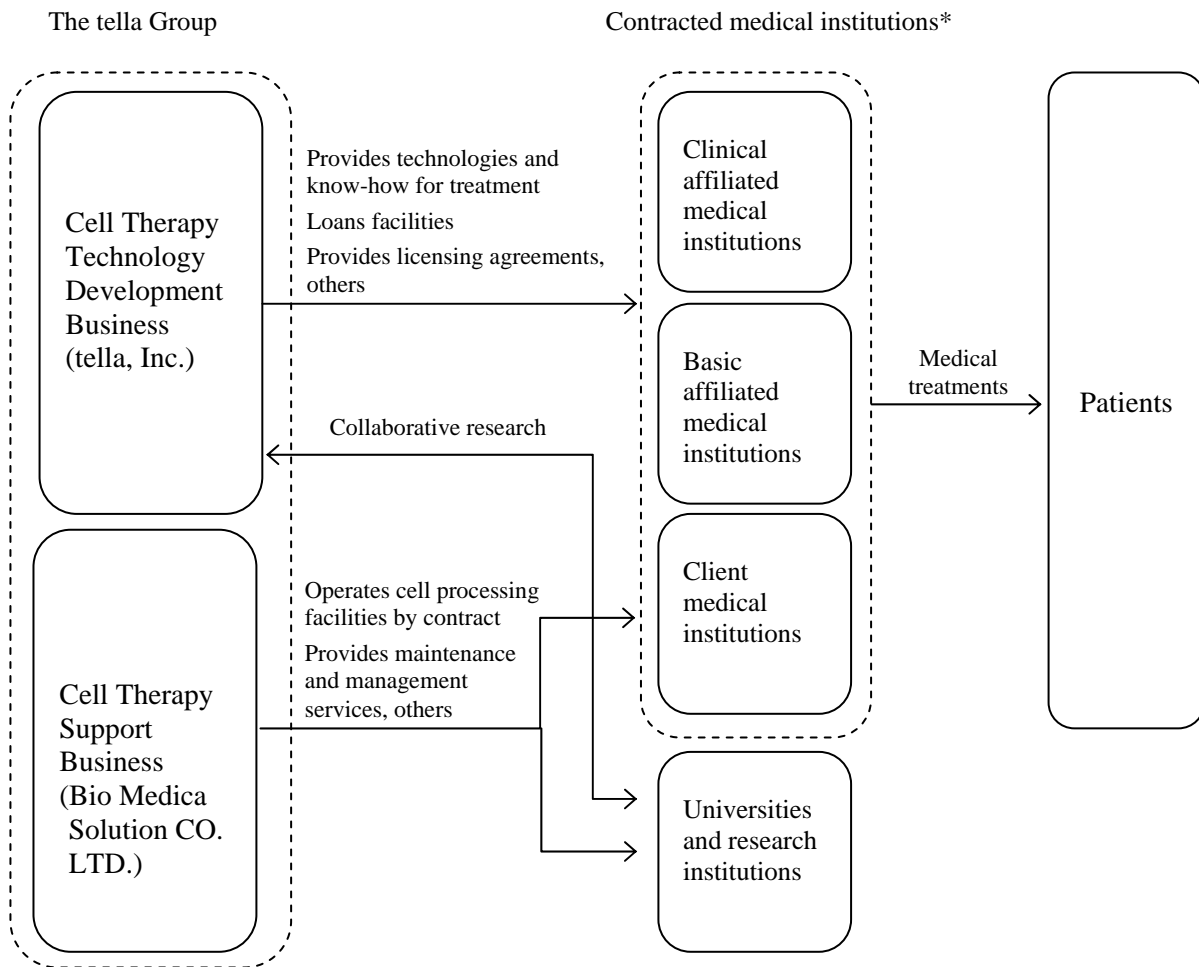 The tella Group
Contracted medical institutions*
Cell Therapy
Technology
Development
Business
(tella, Inc.)
Provides technologies and
know-how for treatment
Loans facilities
Provides licensing agreements,
others
Collaborative research
Cell Therapy
Support
Business
(Bio Medica
Solution CO.
LTD.)
Operates cell processing
facilities by contract
Provides maintenance
and management
services, others
Clinical
affiliated
medical
institutions
Basic
affiliated
medical
institutions
Client
medical
institutions
Universities
and research
institutions
Medical
treatments
Patients